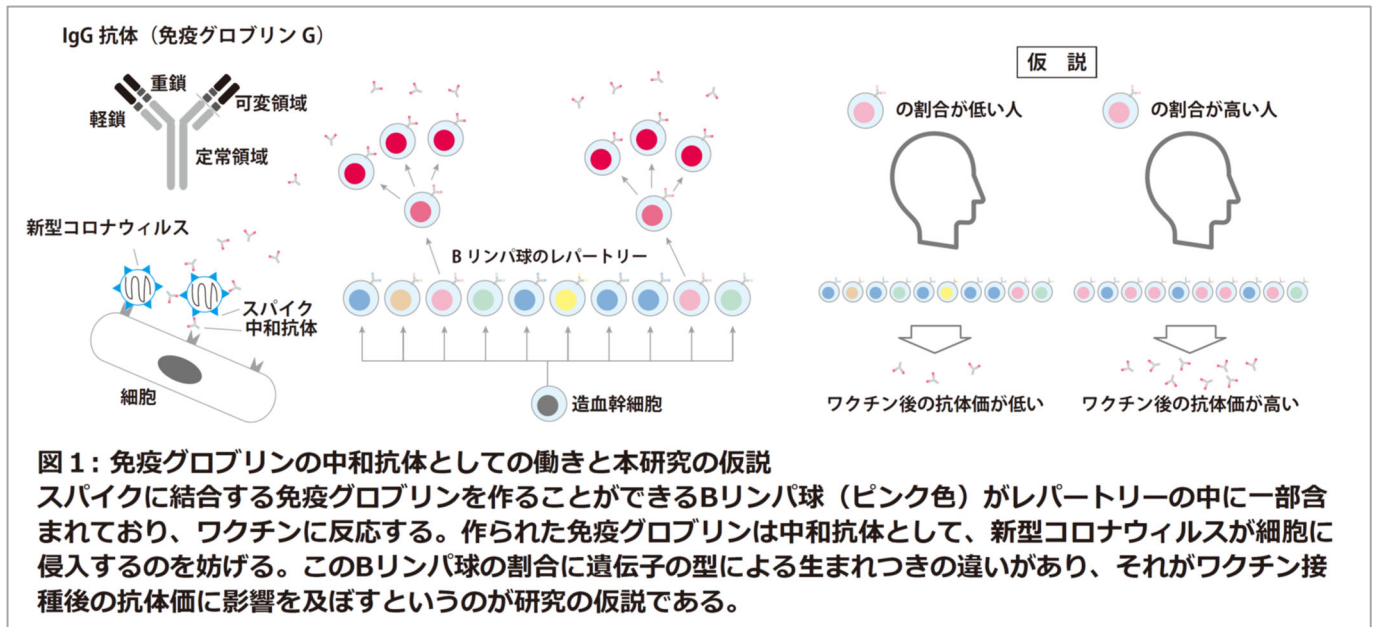 IgG 抗体（免疫グロブリン G）
重鎖
可変領域
軽鎖
定常領域
新型コロナウィルス
スパイク
中和抗体
細胞
B リンパ球のレパートリー
造血幹細胞
仮 説
の割合が低い人
の割合が高い人
ワクチン後の抗体価が低い
ワクチン後の抗体価が高い
図1: 免疫グロブリンの中和抗体としての働きと本研究の仮説
スパイクに結合する免疫グロブリンを作ることができるBリンパ球（ピンク色）がレパートリーの中に一部含
まれており、ワクチンに反応する。作られた免疫グロブリンは中和抗体として、新型コロナウィルスが細胞に
侵入するのを妨げる。このBリンパ球の割合に遺伝子の型による生まれつきの違いがあり、それがワクチン接
種後の抗体価に影響を及ぼすというのが研究の仮説である。